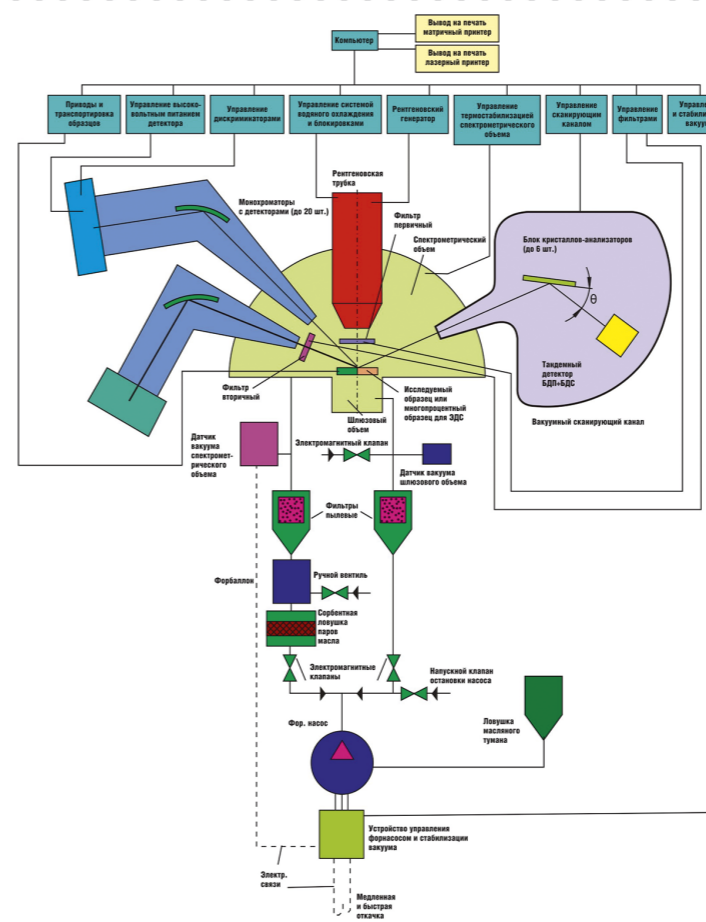 Вывод на печать
матричный принтер
Компьютер
Вывод на печать
лазерный принтер
Приводы и
транспортировка
образцов
Управление высоко-
вольтным питанием
детектора
Управление
дискриминаторами
Управление системой
водяного охлаждения
и блокировками
Рентгеновский
генератор
Управление
термостабилизацией
спектрометрического
объема
Управление
сканирующим
каналом
Управление
фильтрами
и стабили
Рентгеновская
трубка
Монохроматоры
с детекторами (до 20 шт.)
Фильтр
первичный
Спектрометрический
объем
Блок кристаллов-анализаторов
(до 6 шт.)
θ
Тандемный
детектор
БДП+БДС
Вакуумный сканирующий канал
Фильтр
вторичный
Исследуемый
образец или
многопроцентный
образец для ЭДС
Шлюзовый
объем
Датчик
вакуума
спектромет-
рического
объема
Электромагнитный клапан
Датчик вакуума
шлюзового объема
Фильтры
пылевые
Форбаллон
Ручной вентиль
Сорбентная
ловушка
паров
масла
Электромагнитные
клапаны
Напускной клапан
остановки насоса
Ловушка
масляного
тумана
Фор. насос
Устройство управления
форнасосом и стабилизации
вакуума
Электр.
связи
Медленная
и быстрая
откачка